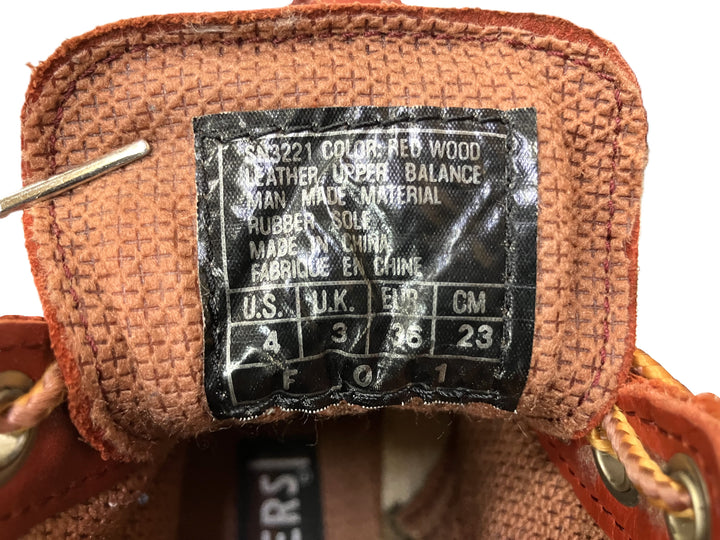 SN3221 COLOR: RED WOOD
LEATHER UPPER BALANCE
MAN MADE MATERIAL
RUBBER SOLE
MADE IN CHINA
FABRIQUE EN CHINE
U.S. U.K. EUR CM
4 3 36 23
F 0 1
ERS